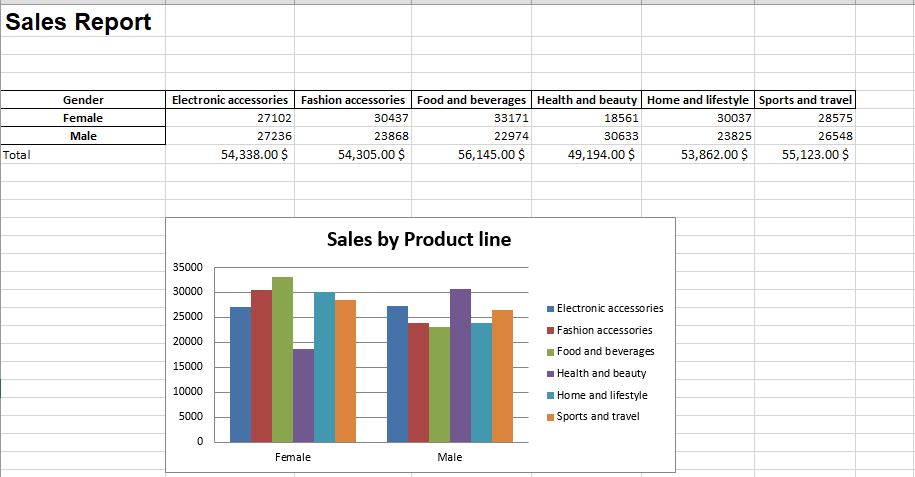 Sales Report
Gender Electronic accessories Fashion accessories Food and beverages Health and beauty Home and lifestyle Sports and travel
Female 27102 30437 33171 18561 30037 28575
Male 27236 23868 22974 30633 23825 26548
Total 54,338.00 $ 54,305.00 $ 56,145.00 $ 49,194.00 $ 53,862.00 $ 55,123.00 $
Sales by Product line
35000
30000
25000
20000
15000
10000
5000
0
Female Male
Electronic accessories
Fashion accessories
Food and beverages
Health and beauty
Home and lifestyle
Sports and travel